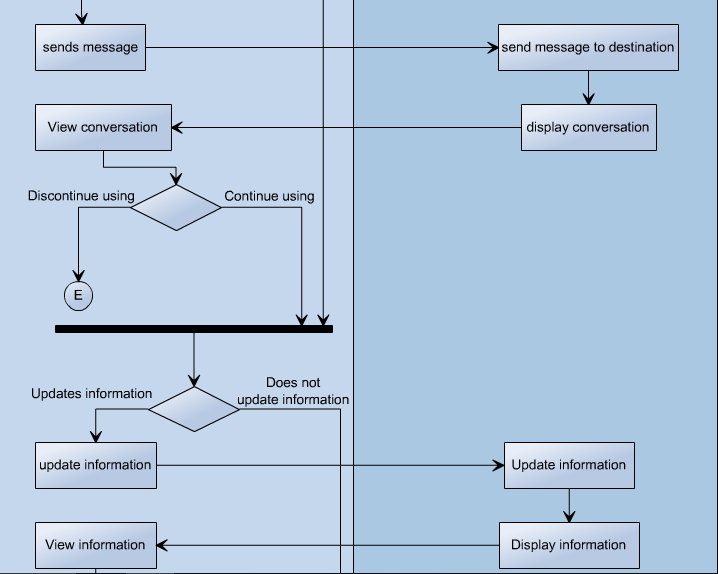 sends message
send message to destination
View conversation
display conversation
Discontinue using
Continue using
E
Updates information
Does not
update information
update information
Update information
View information
Display information